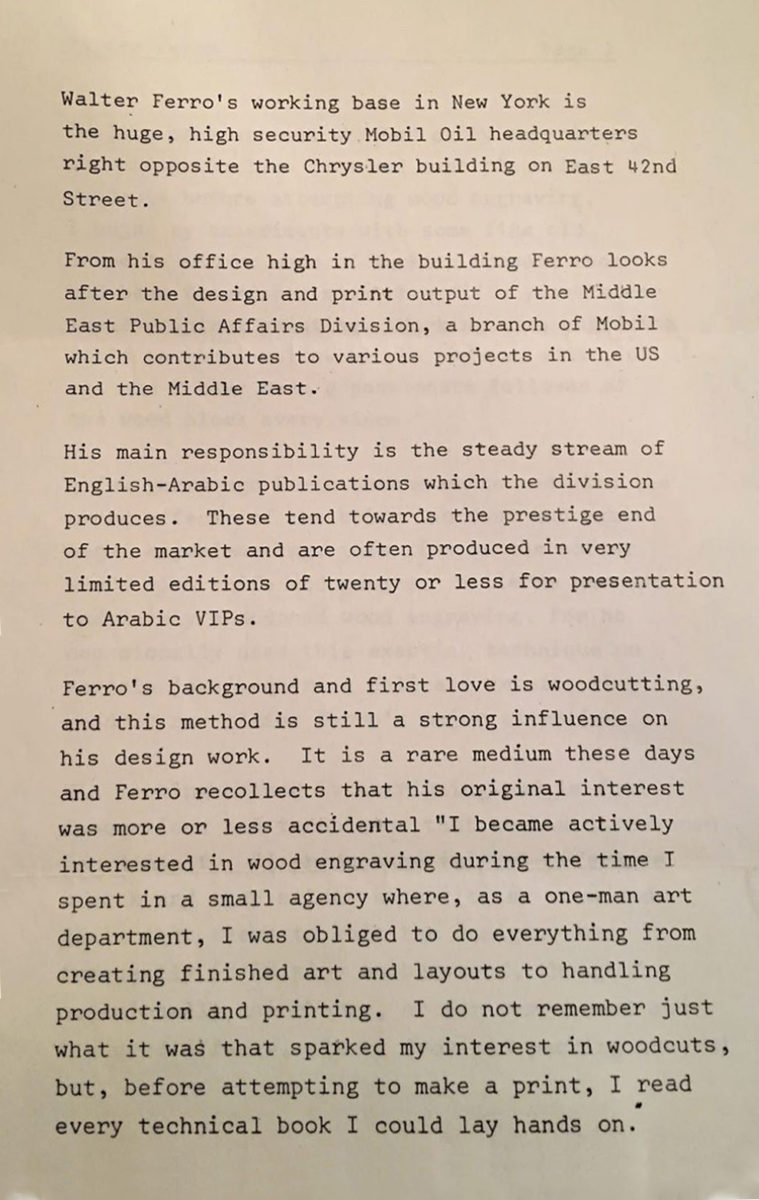 Walter Ferro's working base in New York is
the huge, high security Mobil Oil headquarters
right opposite the Chrysler building on East 42nd
Street.
From his office high in the building Ferro looks
after the design and print output of the Middle
East Public Affairs Division, a branch of Mobil
which contributes to various projects in the US
and the Middle East.
His main responsibility is the steady stream of
English-Arabic publications which the division
produces.  These tend towards the prestige end
of the market and are often produced in very
limited editions of twenty or less for presentation
to Arabic VIPs.
Ferro's background and first love is woodcutting,
and this method is still a strong influence on
his design work.  It is a rare medium these days
and Ferro recollects that his original interest
was more or less accidental "I became actively
interested in wood engraving during the time I
spent in a small agency where, as a one-man art
department, I was obliged to do everything from
creating finished art and layouts to handling
production and printing.  I do not remember just
what it was that sparked my interest in woodcuts,
but, before attempting to make a print, I read
every technical book I could lay hands on.